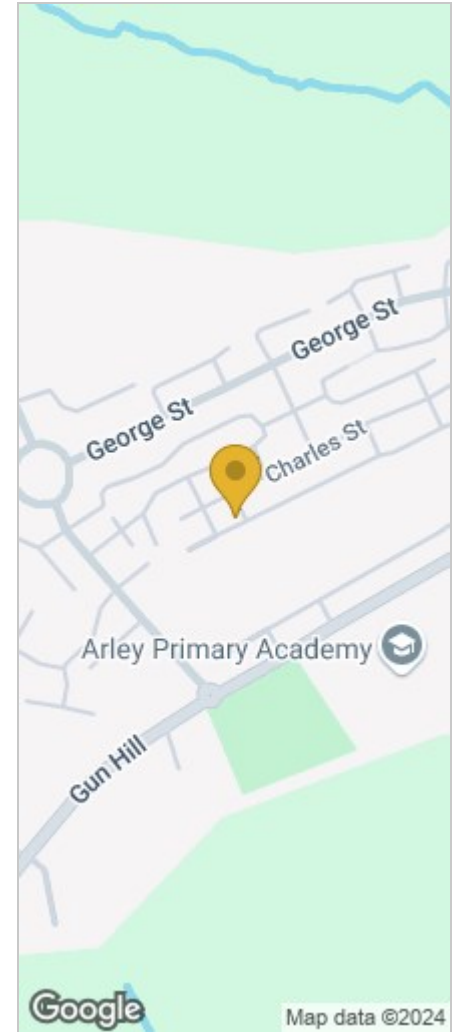 George St
George St
Charles St
Arley Primary Academy
Gun Hill
Google
Map data ©2024